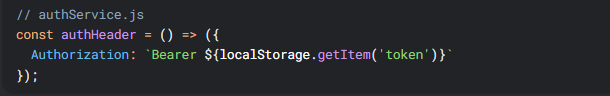 // authService.js
const authHeader = () => ({
  Authorization: `Bearer ${localStorage.getItem('token')}`
});